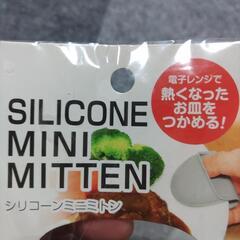 SILICONE
MINI
MITTEN
シリコーンミニミトン
電子レンジで
熱くなった
お皿を
つかめる!